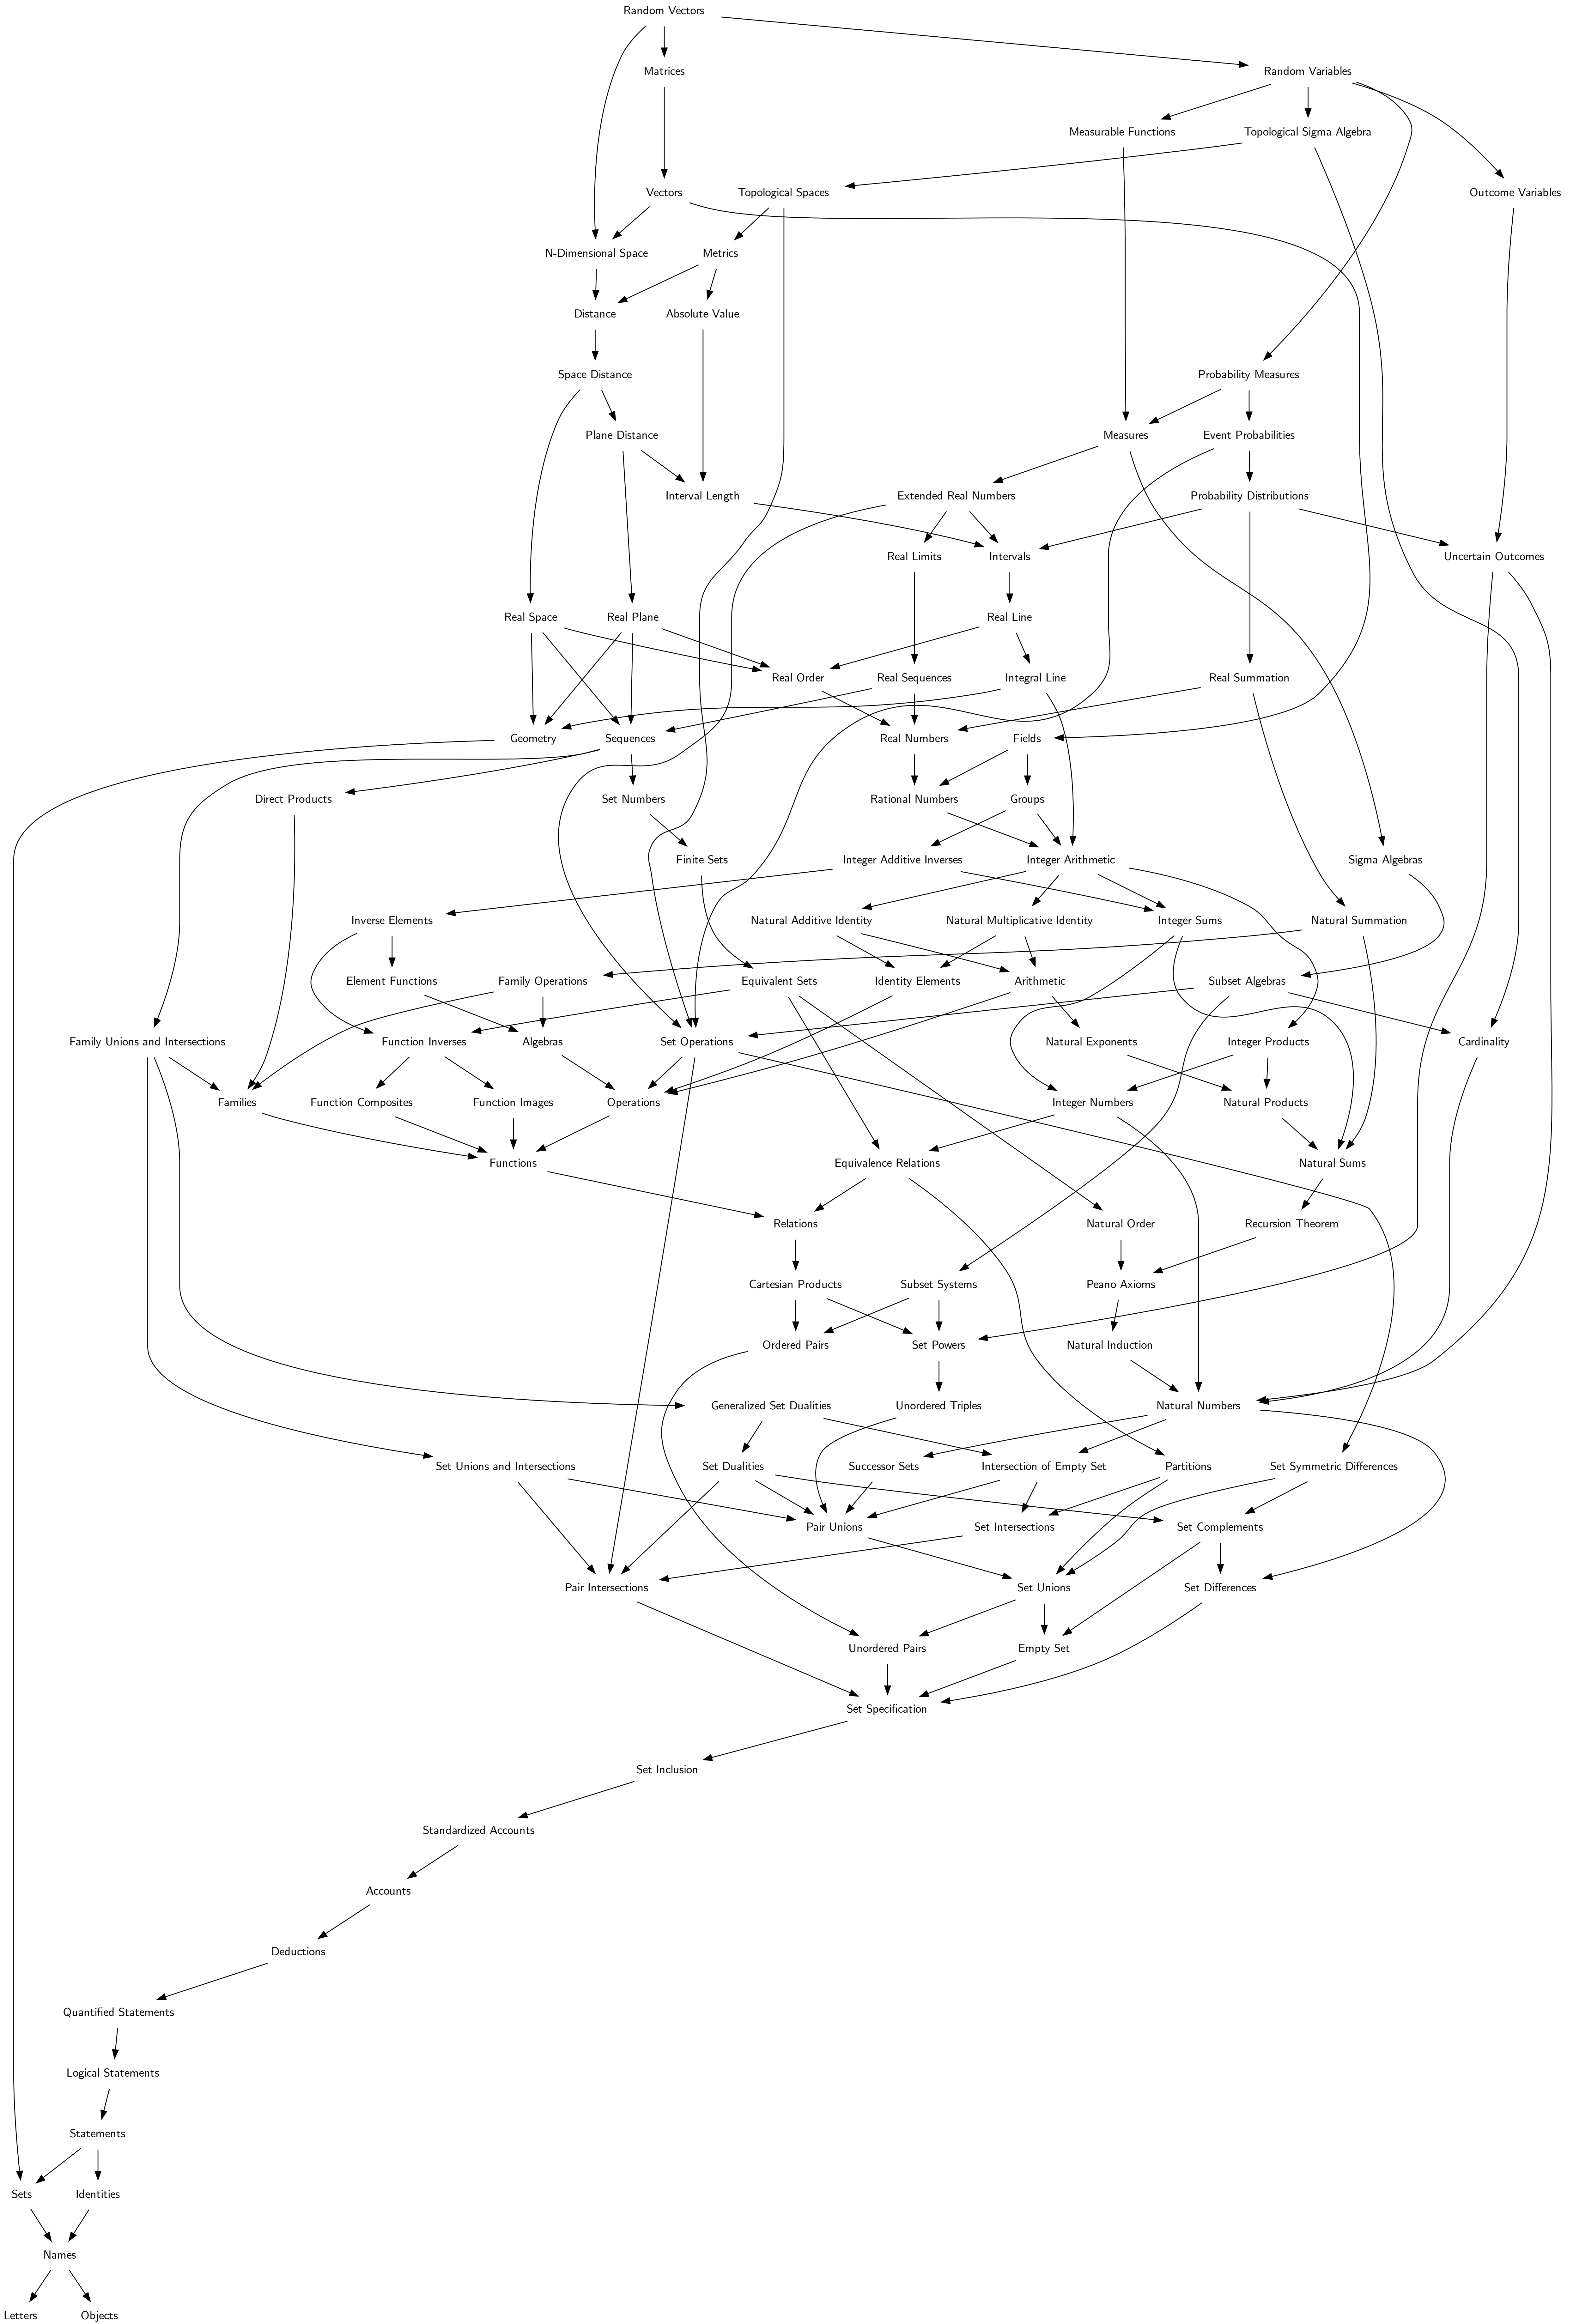 Random Vectors
Matrices
Random Variables
Measurable Functions
Topological Sigma Algebra
Vectors
Topological Spaces
Outcome Variables
N-Dimensional Space
Metrics
Distance
Absolute Value
Space Distance
Probability Measures
Plane Distance
Measures
Event Probabilities
Interval Length
Extended Real Numbers
Probability Distributions
Real Limits
Intervals
Uncertain Outcomes
Real Space
Real Plane
Real Line
Real Order
Real Sequences
Integral Line
Real Summation
Geometry
Sequences
Real Numbers
Fields
Direct Products
Set Numbers
Rational Numbers
Groups
Finite Sets
Integer Additive Inverses
Integer Arithmetic
Sigma Algebras
Inverse Elements
Natural Additive Identity
Natural Multiplicative Identity
Integer Sums
Natural Summation
Element Functions
Family Operations
Equivalent Sets
Identity Elements
Arithmetic
Subset Algebras
Family Unions and Intersections
Function Inverses
Algebras
Set Operations
Natural Exponents
Integer Products
Cardinality
Families
Function Composites
Function Images
Operations
Integer Numbers
Natural Products
Functions
Equivalence Relations
Natural Sums
Relations
Natural Order
Recursion Theorem
Cartesian Products
Subset Systems
Peano Axioms
Ordered Pairs
Set Powers
Natural Induction
Generalized Set Dualities
Unordered Triples
Natural Numbers
Set Unions and Intersections
Set Dualities
Successor Sets
Intersection of Empty Set
Partitions
Set Symmetric Differences
Pair Unions
Set Intersections
Set Complements
Pair Intersections
Set Unions
Set Differences
Unordered Pairs
Empty Set
Set Specification
Set Inclusion
Standardized Accounts
Accounts
Deductions
Quantified Statements
Logical Statements
Statements
Sets
Identities
Names
Letters
Objects